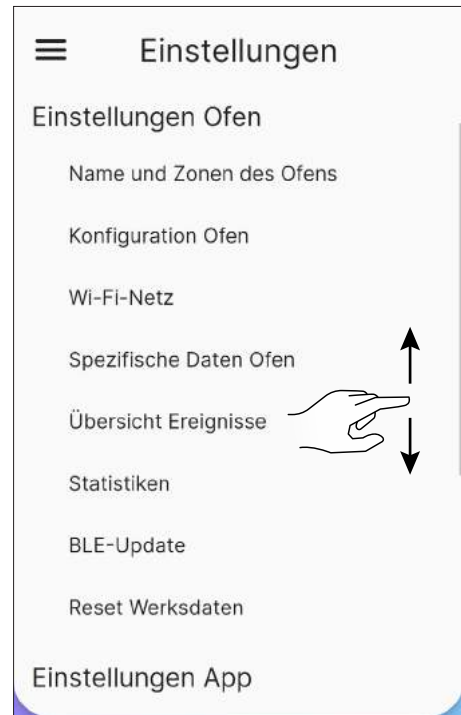 Einstellungen
Einstellungen Ofen
Name und Zonen des Ofens
Konfiguration Ofen
Wi-Fi-Netz
Spezifische Daten Ofen
Übersicht Ereignisse
Statistiken
BLE-Update
Reset Werksdaten
Einstellungen App